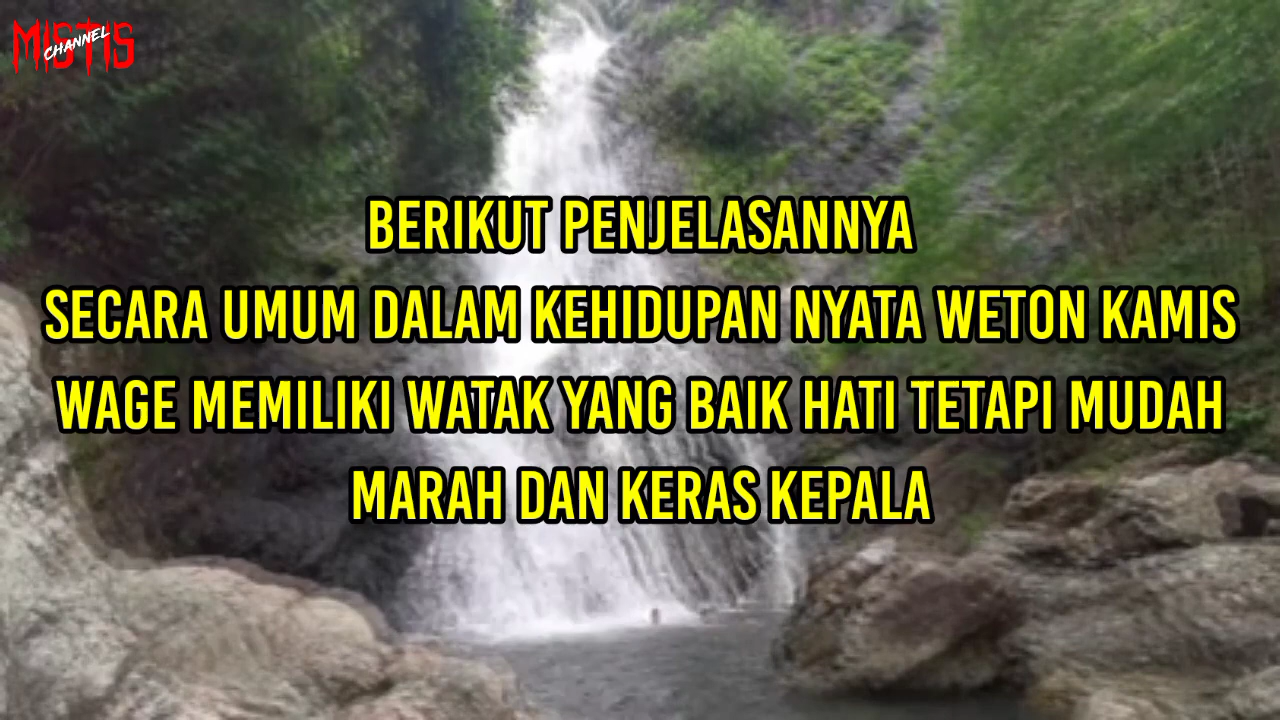 MISTIS
CHANNEL
BERIKUT PENJELASANNYA
SECARA UMUM DALAM KEHIDUPAN NYATA WETON KAMIS
WAGE MEMILIKI WATAK YANG BAIK HATI TETAPI MUDAH
MARAH DAN KERAS KEPALA